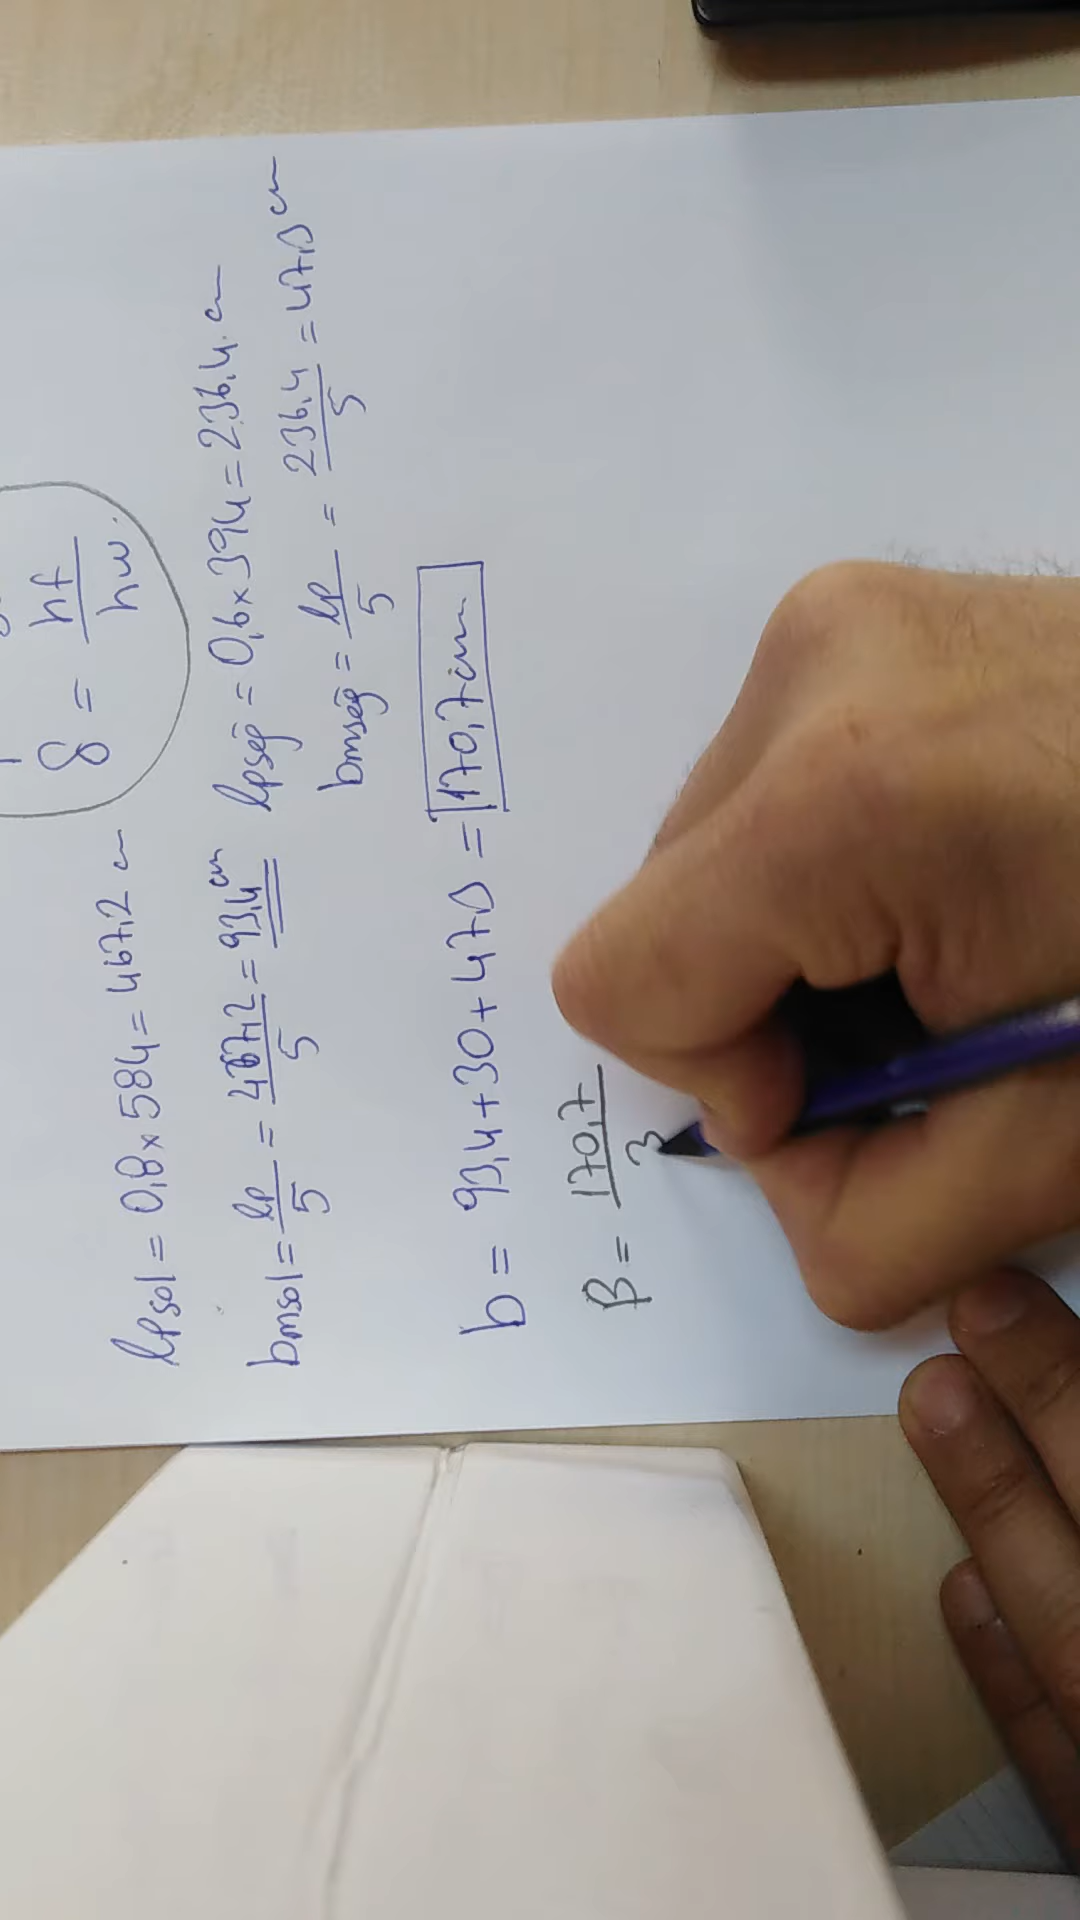 δ = hf / hw.
lpsol = 0,8 x 584 = 467,2 cm
bmsol = lp / 5 = 467,2 / 5 = 93,4 cm
lpsağ = 0,6 x 394 = 236,4 cm
bmsağ = lp / 5 = 236,4 / 5 = 47,3 cm
b = 93,4 + 30 + 47,3 = 170,7 cm
β = 170,7 / 3